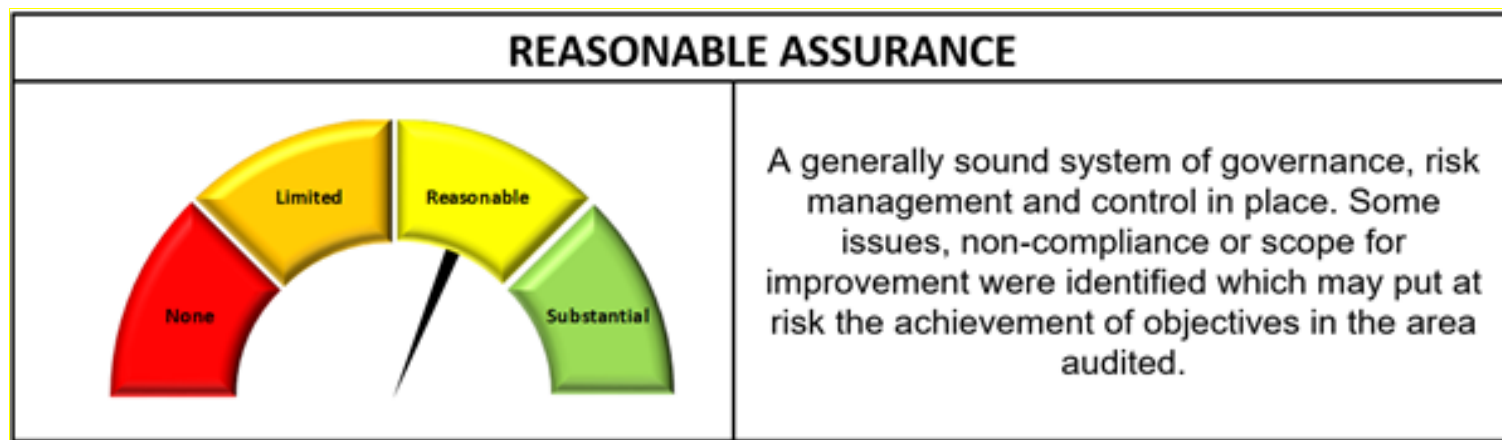 REASONABLE ASSURANCE
Limited
Reasonable
None
Substantial
A generally sound system of governance, risk
management and control in place. Some
issues, non-compliance or scope for
improvement were identified which may put at
risk the achievement of objectives in the area
audited.